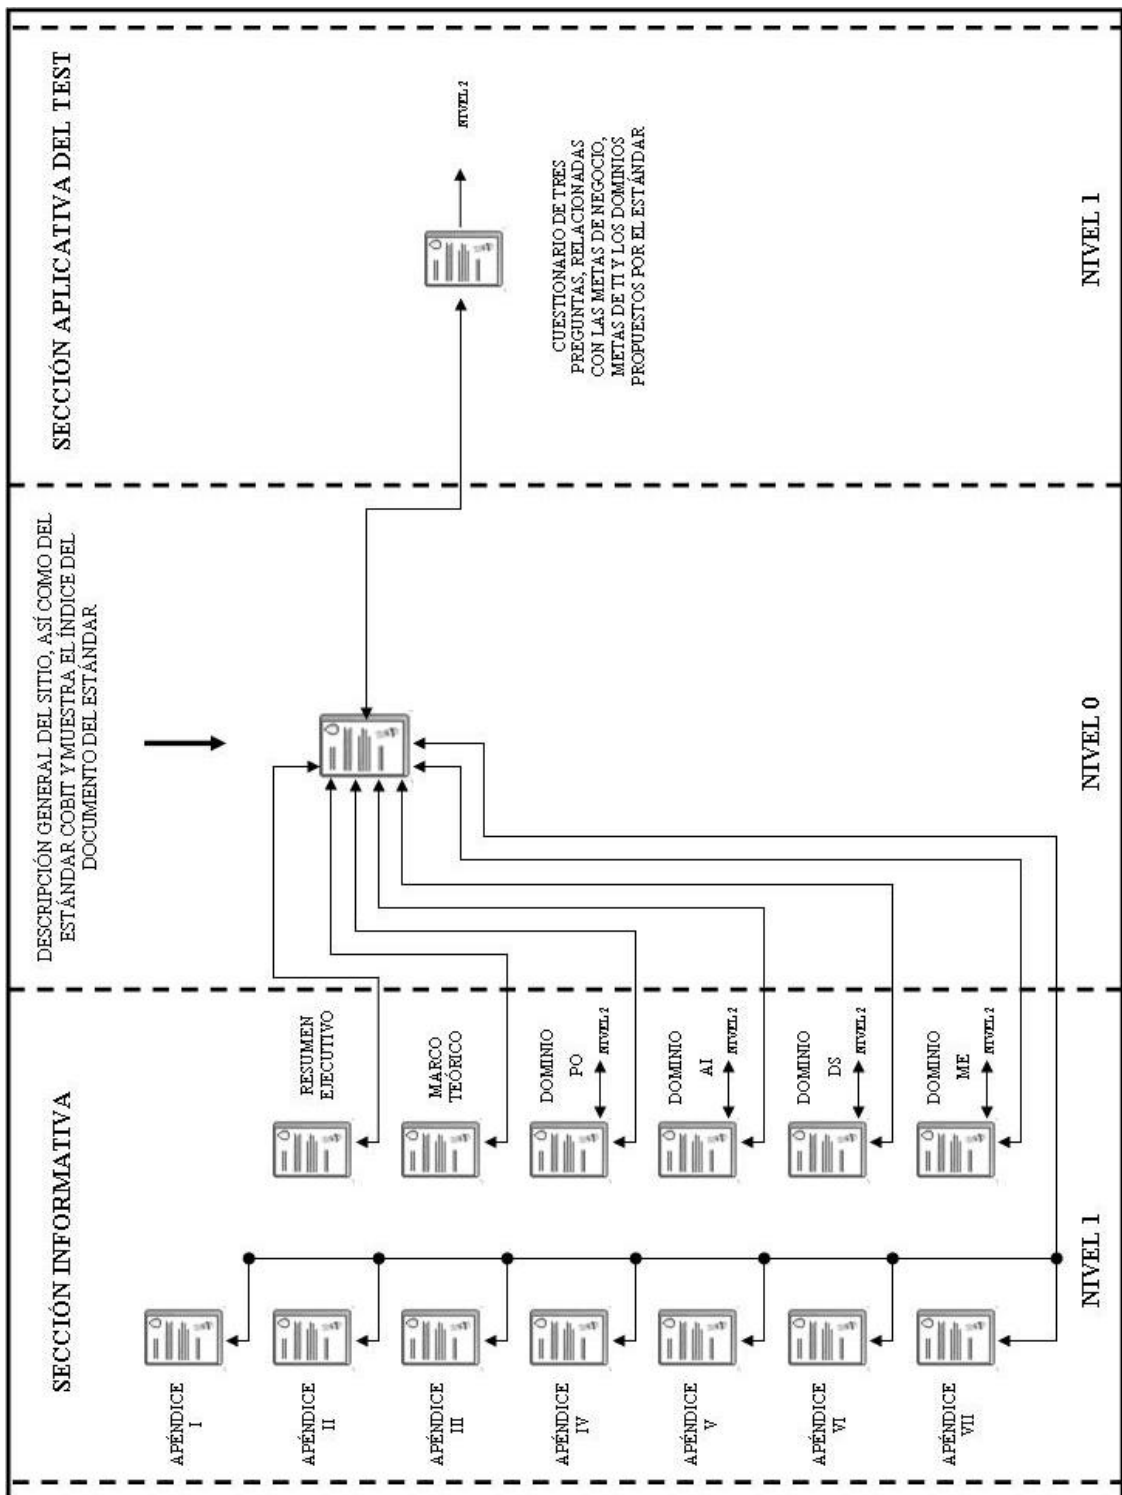 SECCIÓN INFORMATIVA
APÉNDICE
I
APÉNDICE
II
APÉNDICE
III
APÉNDICE
IV
APÉNDICE
V
APÉNDICE
VI
APÉNDICE
VII
RESUMEN
EJECUTIVO
MARCO
TEÓRICO
DOMINIO
PO
NIVEL 2
DOMINIO
AI
NIVEL 2
DOMINIO
DS
NIVEL 2
DOMINIO
ME
NIVEL 2
NIVEL 1
DESCRIPCIÓN GENERAL DEL SITIO, ASÍ COMO DEL
ESTÁNDAR COBIT Y MUESTRA EL ÍNDICE DEL
DOCUMENTO DEL ESTÁNDAR
NIVEL 0
SECCIÓN APLICATIVA DEL TEST
NIVEL 2
CUESTIONARIO DE TRES
PREGUNTAS, RELACIONADAS
CON LAS METAS DE NEGOCIO,
METAS DE TI Y LOS DOMINIOS
PROPUESTOS POR EL ESTÁNDAR
NIVEL 1